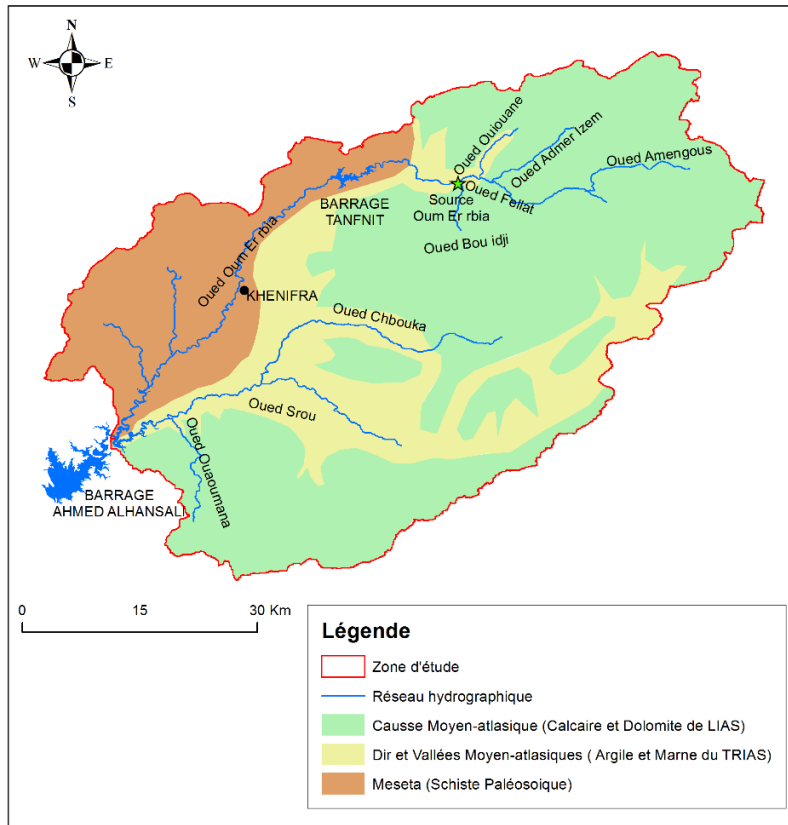 N
W E
S
Oued Ouiouane
Oued Admer Izem
Oued Amengous
Oued Fellat
Source
Oum Er rbia
BARRAGE
TANFNIT
Oued Bou idji
Oued Oum Er rbia
KHENIFRA
Oued Chbouka
Oued Srou
Oued Ouaoumana
BARRAGE
AHMED ALHANSALI
0 15 30 Km
Légende
Zone d'étude
Réseau hydrographique
Causse Moyen-atlasique (Calcaire et Dolomite de LIAS)
Dir et Vallées Moyen-atlasiques ( Argile et Marne du TRIAS)
Meseta (Schiste Paléosoique)